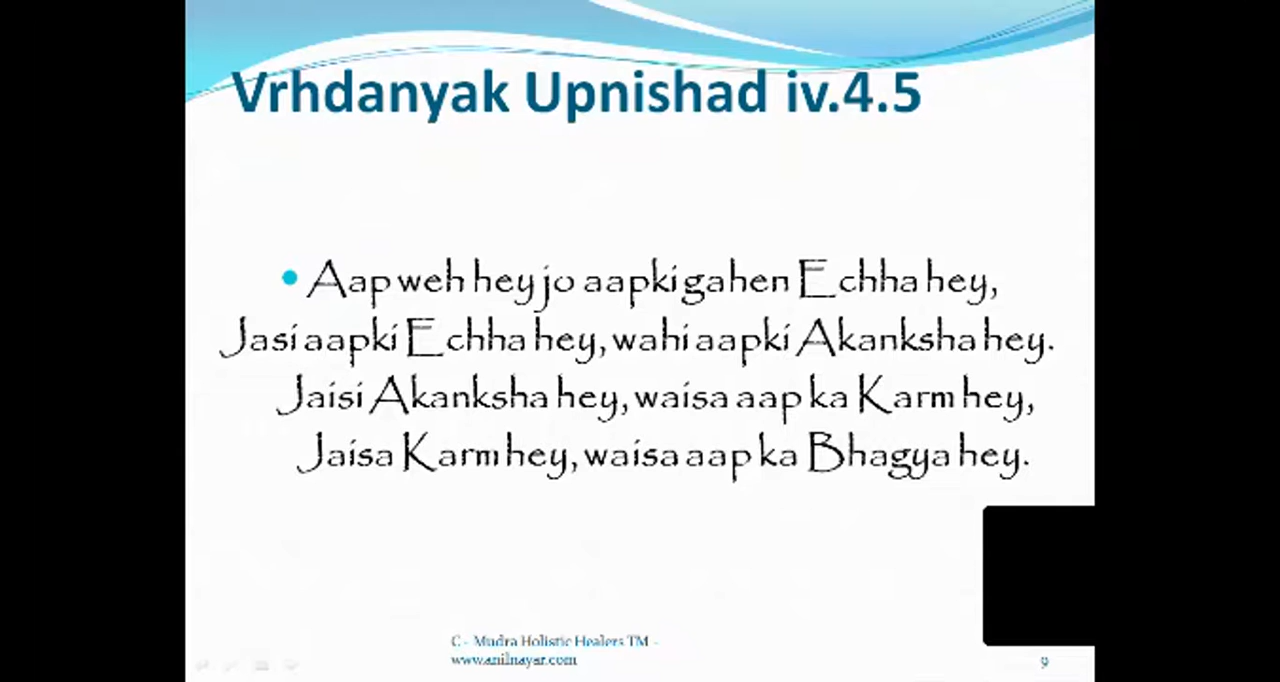 Vrhdanyak Upnishad iv.4.5
• Aap weh hey jo aapki gahen Echha hey,
Jasi aapki Echha hey, wahi aapki Akanksha hey.
Jaisi Akanksha hey, waisa aap ka Karm hey,
Jaisa Karm hey, waisa aap ka Bhagya hey.
C - Mudra Holistic Healers TM -
www.anilnayar.com
9